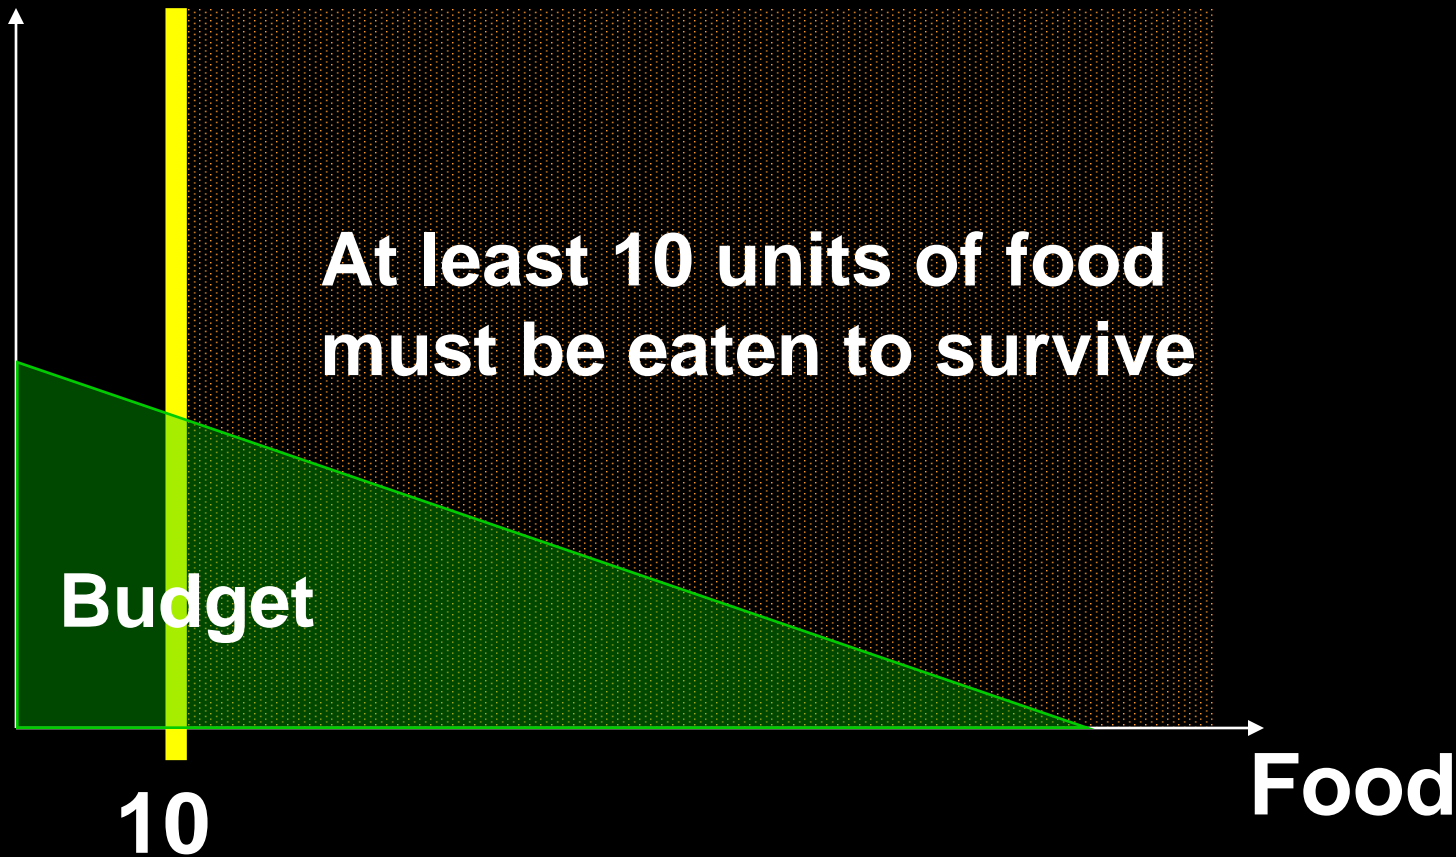 At least 10 units of food
must be eaten to survive
Budget
Food
10